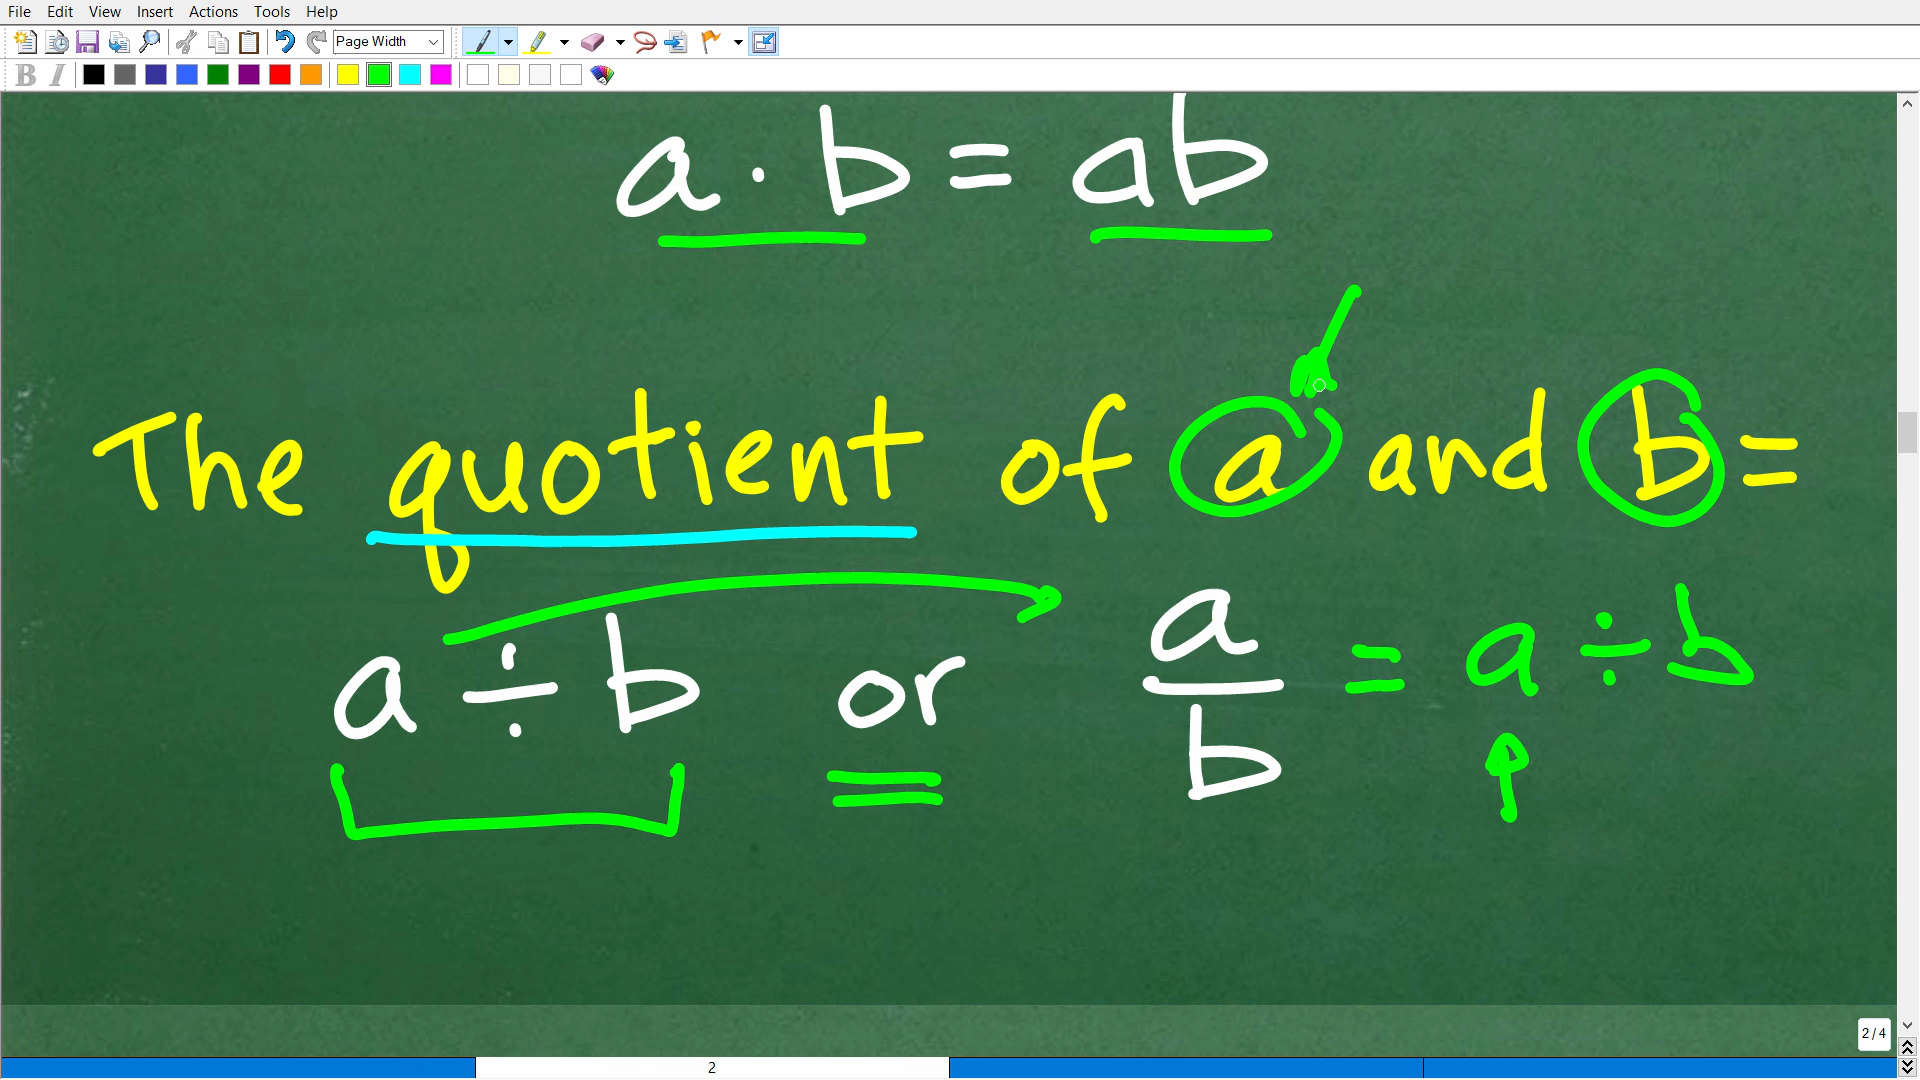 File Edit View Insert Actions Tools Help
Page Width
B I
a · b = ab
The quotient of a and b =
a ÷ b or a/b = a ÷ b
2 / 4
2